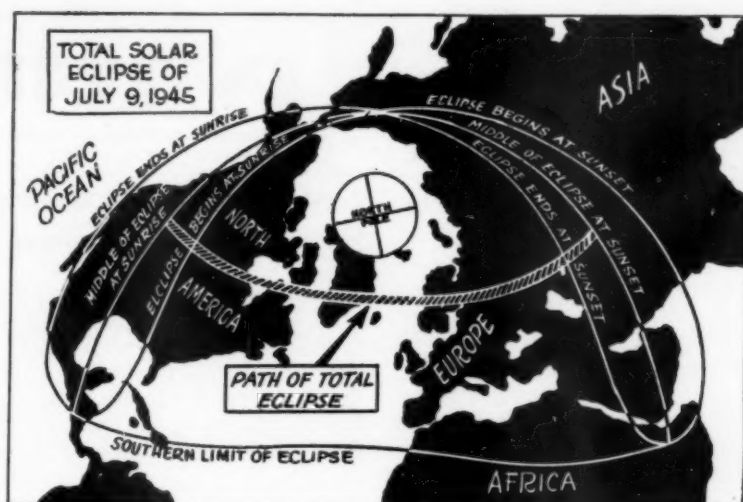 TOTAL SOLAR
ECLIPSE OF
JULY 9, 1945
ASIA
PACIFIC
OCEAN
ECLIPSE ENDS AT SUNRISE
MIDDLE OF ECLIPSE
AT SUNRISE
ELCLIPSE BEGINS AT SUNRISE
ECLIPSE BEGINS AT SUNSET
MIDDLE OF ECLIPSE AT SUNSET
ECLIPSE ENDS AT
SUNSET
NORTH
AMERICA
NORTH
POLE
EUROPE
PATH OF TOTAL
ECLIPSE
SOUTHERN LIMIT OF ECLIPSE
AFRICA